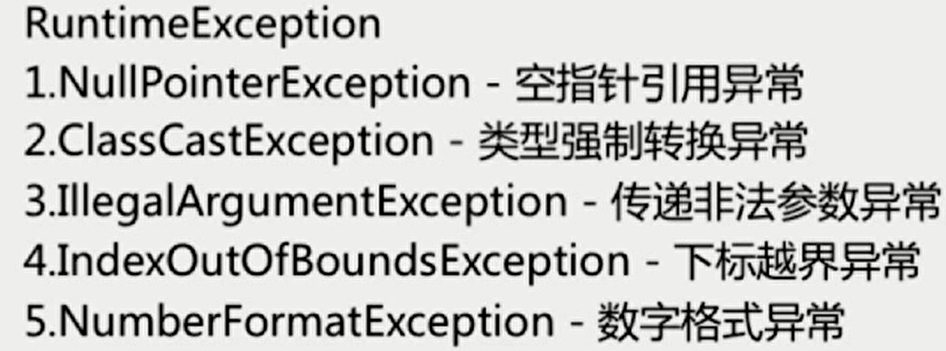 RuntimeException
1.NullPointerException - 空指针引用异常
2.ClassCastException - 类型强制转换异常
3.IllegalArgumentException - 传递非法参数异常
4.IndexOutOfBoundsException - 下标越界异常
5.NumberFormatException - 数字格式异常